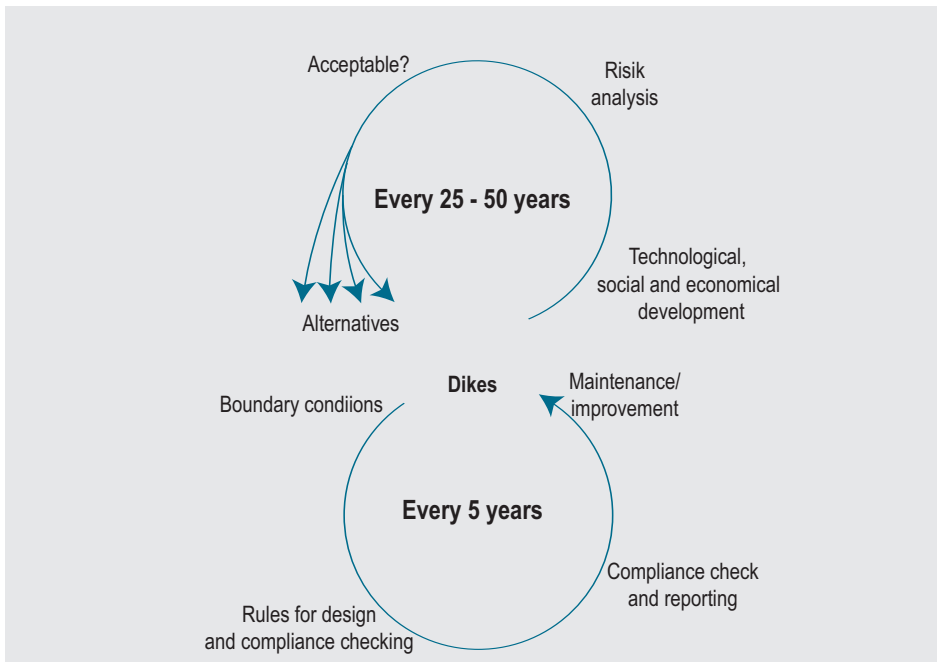 Acceptable?
Risik
analysis
Every 25 - 50 years
Technological,
social and economical
development
Alternatives
Dikes
Maintenance/
improvement
Boundary condiions
Every 5 years
Compliance check
and reporting
Rules for design
and compliance checking